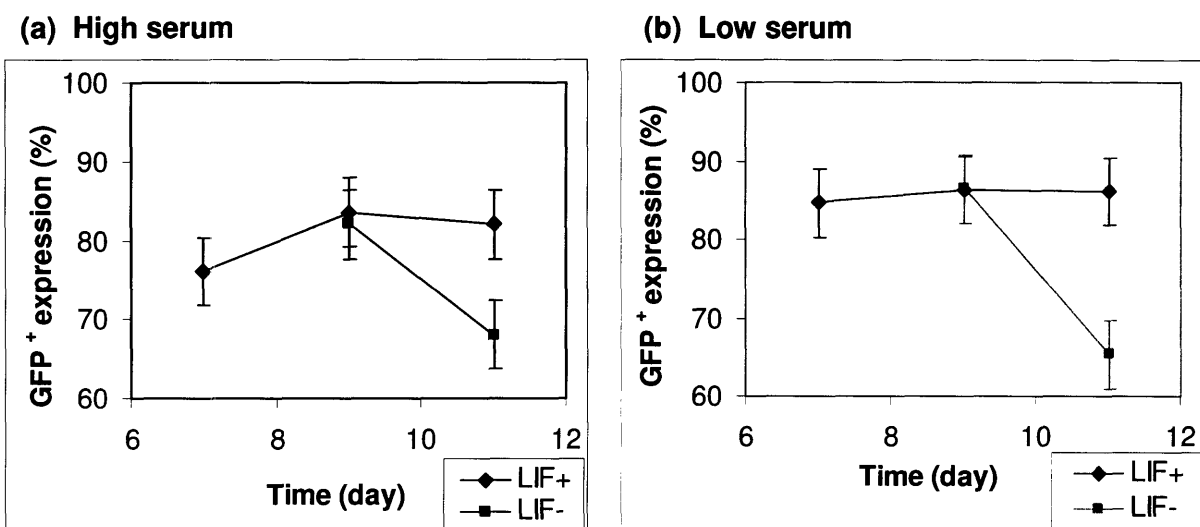 (a) High serum
GFP + expression (%)
100
90
80
70
60
6
8
10
12
Time (day)
LIF+
LIF-
(b) Low serum
GFP + expression (%)
100
90
80
70
60
6
8
10
12
Time (day)
LIF+
LIF-